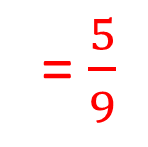 = 5/9